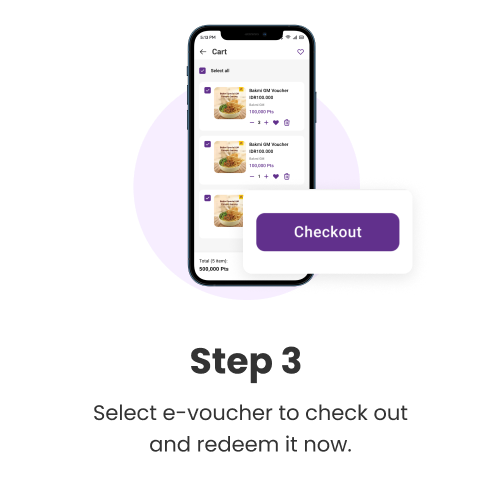 5:13 PM
Cart
Select all
Bakmi GM Voucher
IDR100.000
Bakmi GM
100,000 Pts
3
Bakmi GM Voucher
IDR100.000
Bakmi GM
100,000 Pts
1
Checkout
Total (5 item)
500,000 Pts
Step 3
Select e-voucher to check out
and redeem it now.